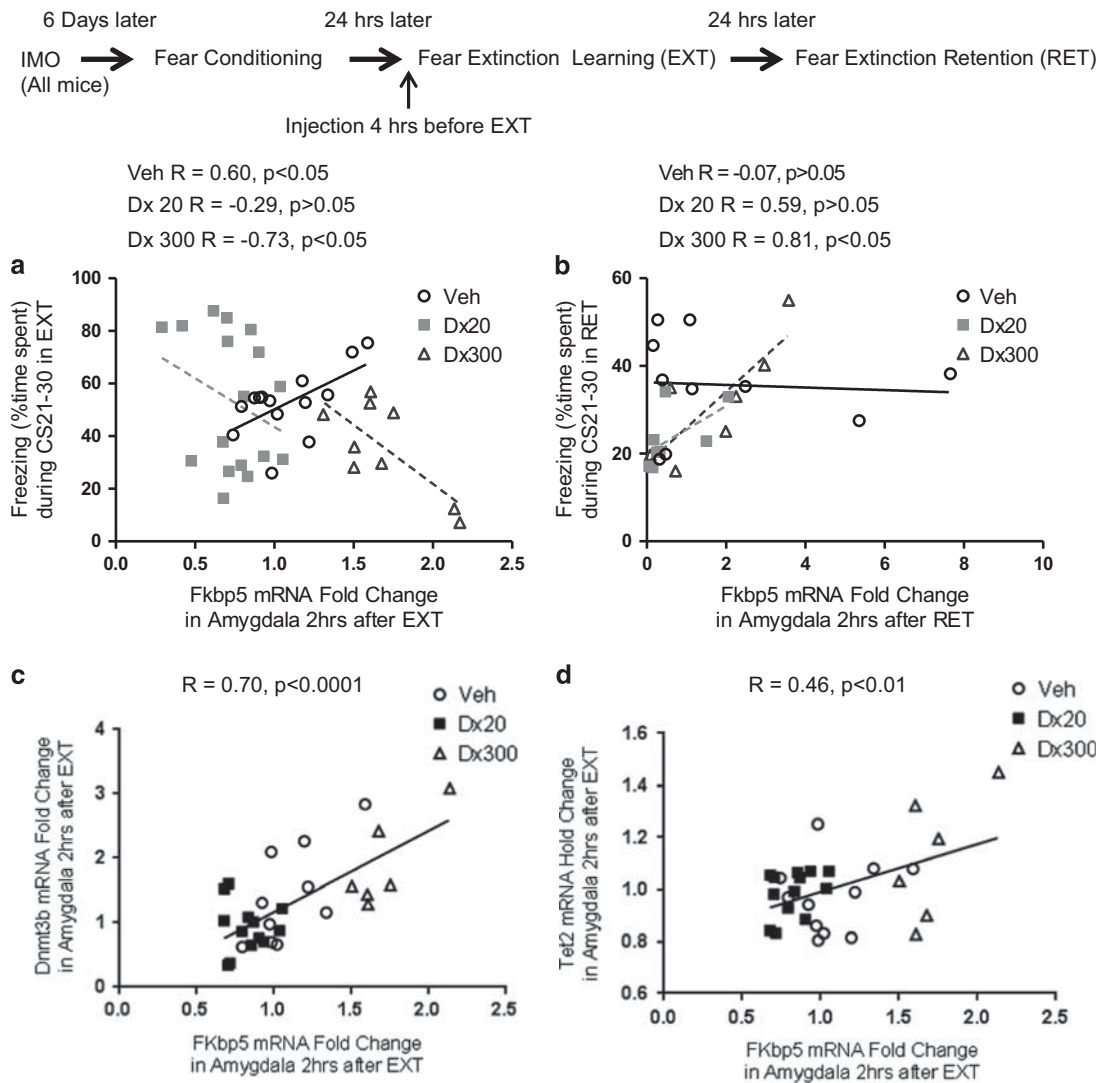 6 Days later 24 hrs later 24 hrs later
IMO Fear Conditioning Fear Extinction Learning (EXT) Fear Extinction Retention (RET)
(All mice)
Injection 4 hrs before EXT
Veh R = 0.60, p<0.05
Dx 20 R = -0.29, p>0.05
Dx 300 R = -0.73, p<0.05
a
Freezing (%time spent)
during CS21-30 in EXT
100
80
60
40
20
0
Veh
Dx20
Dx300
0.0 0.5 1.0 1.5 2.0 2.5
Fkbp5 mRNA Fold Change
in Amygdala 2hrs after EXT
Veh R = -0.07, p>0.05
Dx 20 R = 0.59, p>0.05
Dx 300 R = 0.81, p<0.05
b
Freezing (%time spent)
during CS21-30 in RET
60
40
20
0
Veh
Dx20
Dx300
0 2 4 6 8 10
Fkbp5 mRNA Fold Change
in Amygdala 2hrs after RET
c
R = 0.70, p<0.0001
Dnmt3b mRNA Fold Change
in Amygdala 2hrs after EXT
4
3
2
1
0
Veh
Dx20
Dx300
0.0 0.5 1.0 1.5 2.0 2.5
FKbp5 mRNA Fold Change
in Amygdala 2hrs after EXT
d
R = 0.46, p<0.01
Tet2 mRNA Hold Change
in Amygdala 2hrs after EXT
1.6
1.4
1.2
1.0
0.8
0.6
Veh
Dx20
Dx300
0.0 0.5 1.0 1.5 2.0 2.5
FKbp5 mRNA Fold Change
in Amygdala 2hrs after EXT